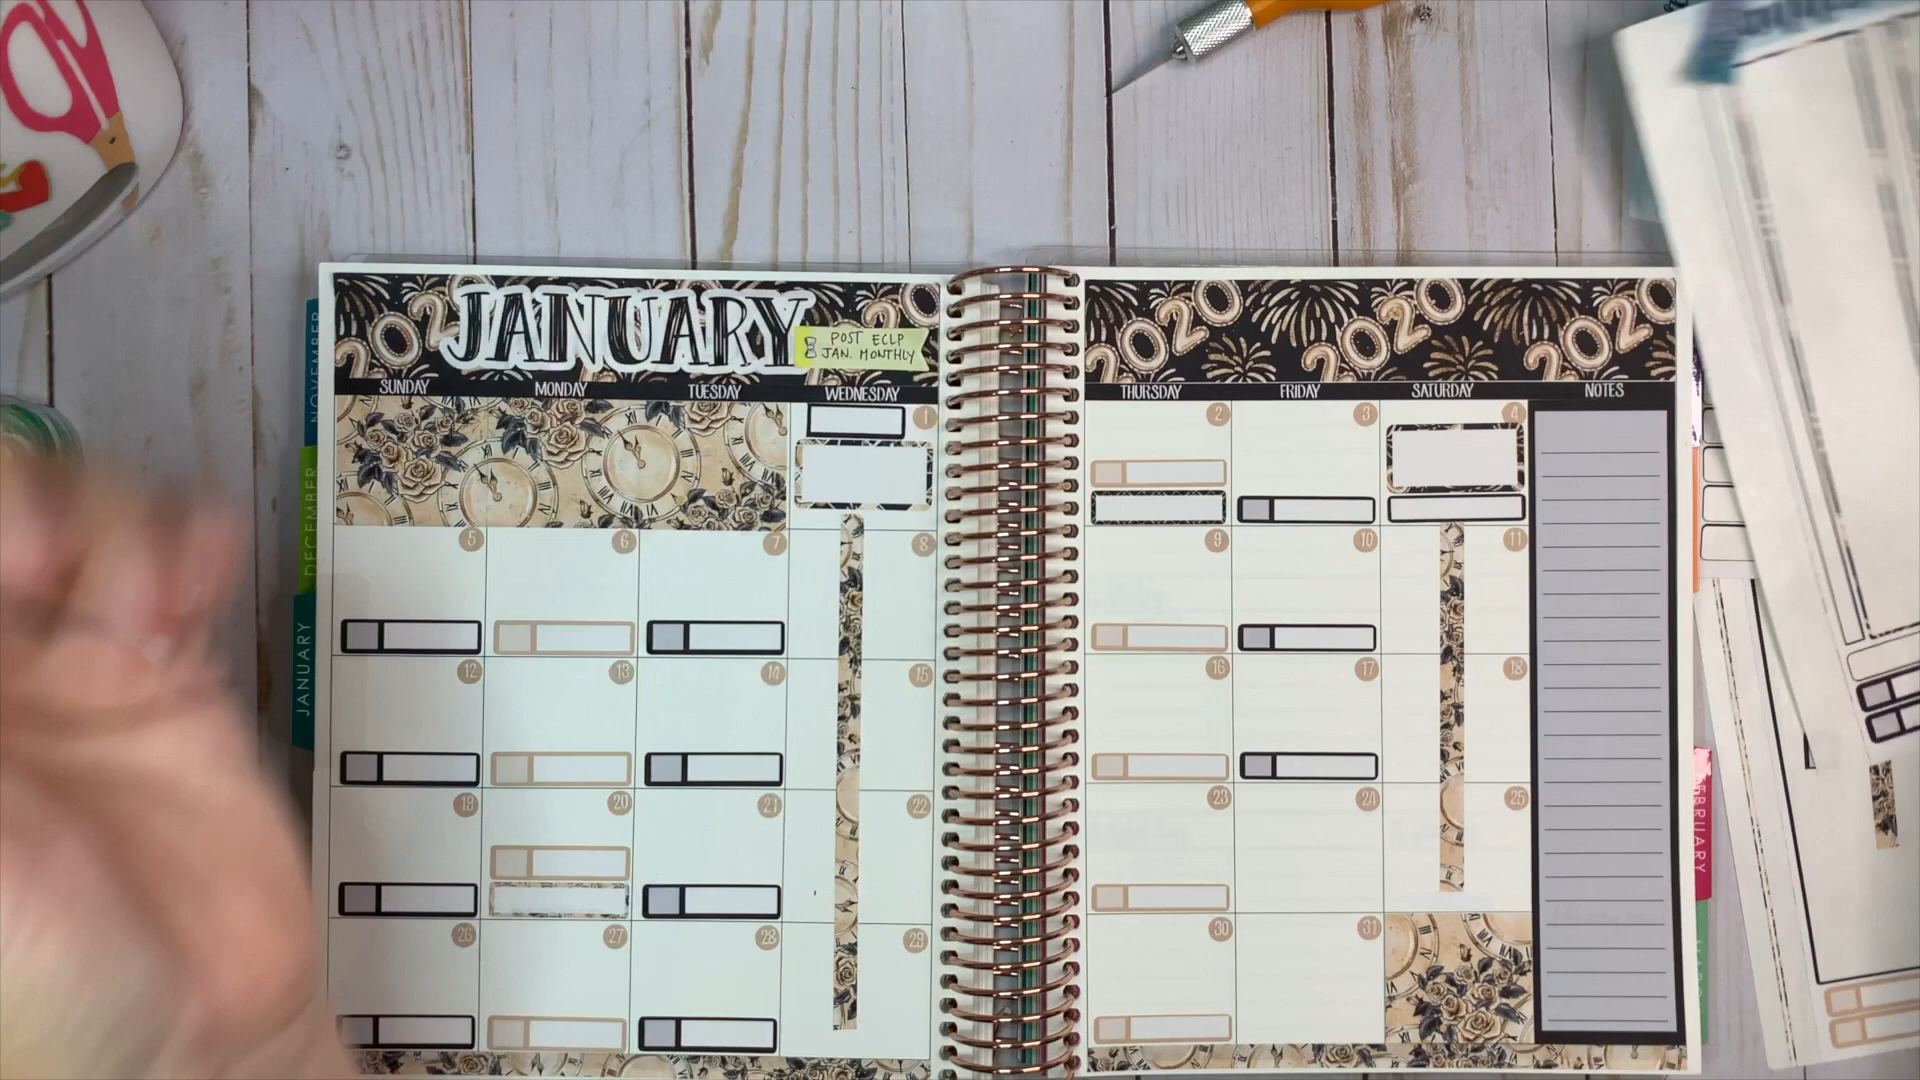 JANUARY
POST ECLP
JAN. MONTHLY
2020 2020
2020 2020 2020
SUNDAY MONDAY TUESDAY WEDNESDAY THURSDAY FRIDAY SATURDAY NOTES
1 2 3 4
5 6 7 8 9 10 11
12 13 14 15 16 17 18
19 20 21 22 23 24 25
26 27 28 29 30 31
NOVEMBER
DECEMBER
JANUARY
FEBRUARY